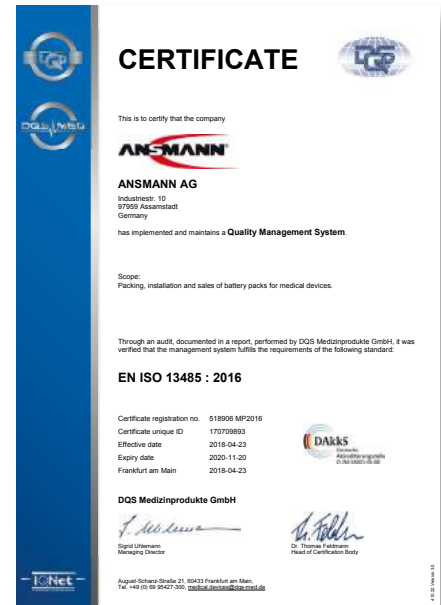 DQS
CERTIFICATE
DQS
DQS MED
This is to certify that the company
ANSMANN
ANSMANN AG
Industriestr. 10
97959 Assamstadt
Germany
has implemented and maintains a Quality Management System.
Scope:
Packing, installation and sales of battery packs for medical devices.
Through an audit, documented in a report, performed by DQS Medizinprodukte GmbH, it was
verified that the management system fulfills the requirements of the following standard:
EN ISO 13485 : 2016
Certificate registration no. 518906 MP2016
Certificate unique ID 170709893
Effective date 2018-04-23
Expiry date 2020-11-20
Frankfurt am Main 2018-04-23
DAkkS
Deutsche
Akkreditierungsstelle
DQS Medizinprodukte GmbH
Sigrid Uhlemann
Managing Director
Dr. Thomas Feldmann
Head of Certification Body
IQNet
August-Schanz-Straße 21, 60433 Frankfurt am Main,
Tel. +49 (0) 69 95427-300, medical.devices@dqs-med.de